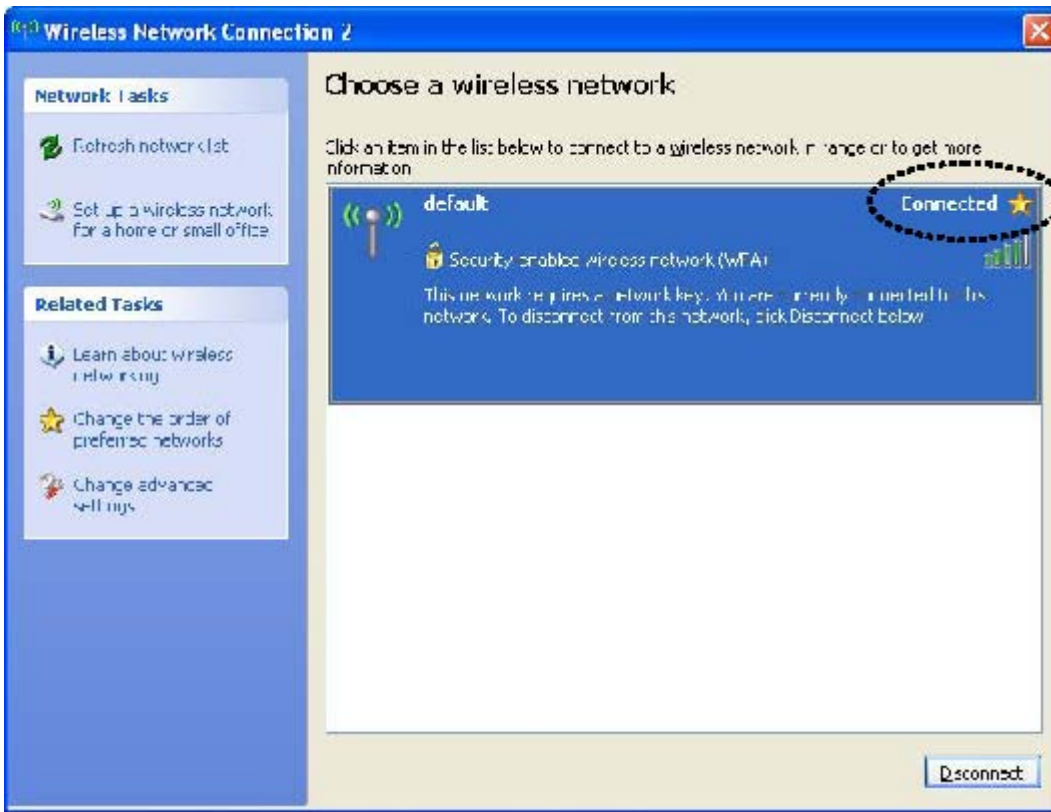 Wireless Network Connection 2
Network Tasks
Refresh network list
Set up a wireless network
for a home or small office
Related Tasks
Learn about wireless
networking
Change the order of
preferred networks
Change advanced
settings
Choose a wireless network
Click an item in the list below to connect to a wireless network in range or to get more
information
default
Connected
Security-enabled wireless network (WPA)
This network requires a network key. You are currently connected to this
network. To disconnect from this network, click Disconnect below
Disconnect